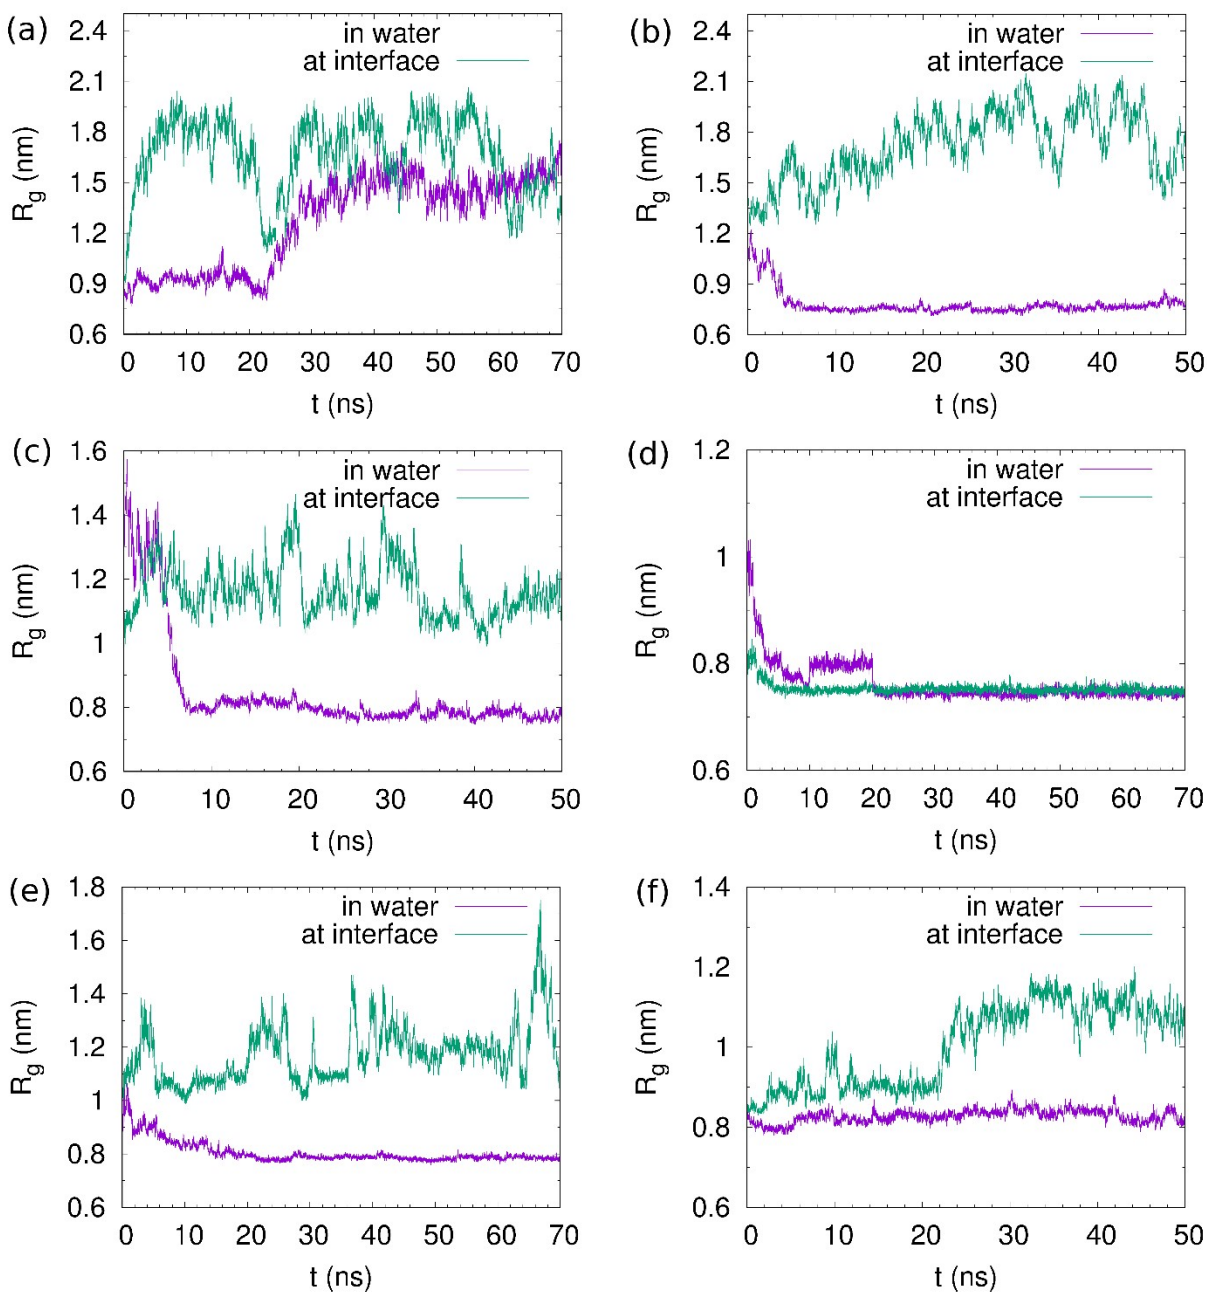 (a)
2.4
2.1
1.8
1.5
1.2
0.9
0.6
R_g (nm)
in water
at interface
0 10 20 30 40 50 60 70
t (ns)
(b)
2.4
2.1
1.8
1.5
1.2
0.9
0.6
R_g (nm)
in water
at interface
0 10 20 30 40 50
t (ns)
(c)
1.6
1.4
1.2
1
0.8
0.6
R_g (nm)
in water
at interface
0 10 20 30 40 50
t (ns)
(d)
1.2
1
0.8
0.6
R_g (nm)
in water
at interface
0 10 20 30 40 50 60 70
t (ns)
(e)
1.8
1.6
1.4
1.2
1
0.8
0.6
R_g (nm)
in water
at interface
0 10 20 30 40 50 60 70
t (ns)
(f)
1.4
1.2
1
0.8
0.6
R_g (nm)
in water
at interface
0 10 20 30 40 50
t (ns)